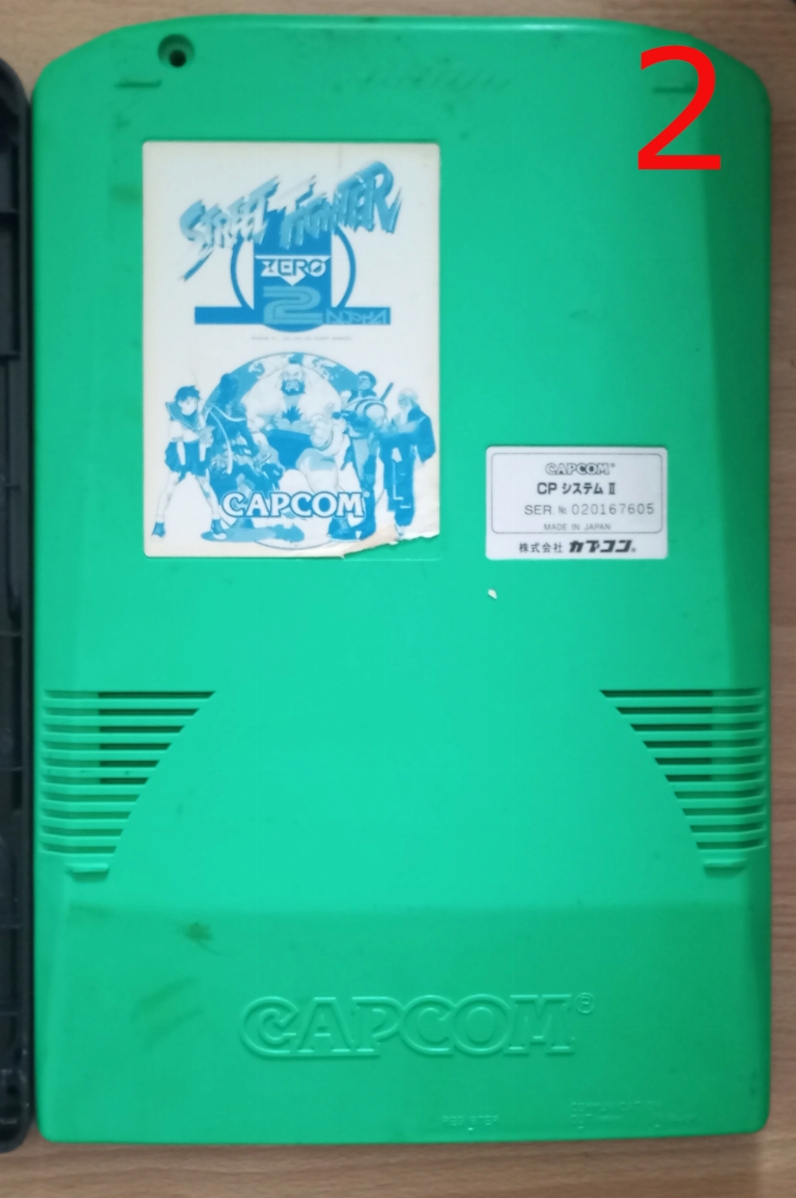 2
STREET FIGHTER
ZERO
2
ALPHA
CAPCOM
CAPCOM®
CP システム II
SER. № 020167605
MADE IN JAPAN
株式会社 カプコン®
CAPCOM®